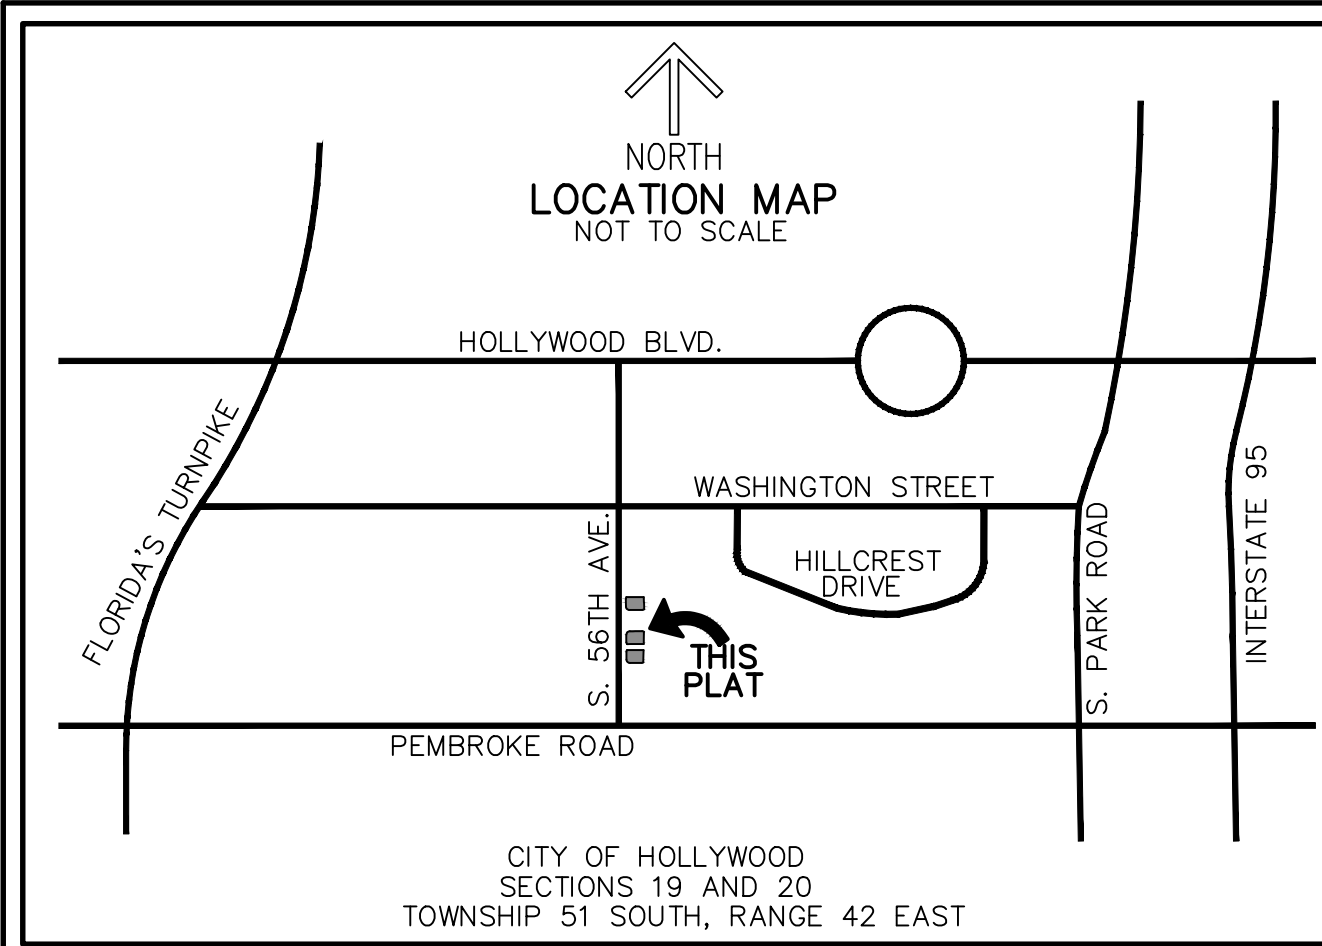 NORTH
LOCATION MAP
NOT TO SCALE
HOLLYWOOD BLVD.
FLORIDA'S TURNPIKE
WASHINGTON STREET
HILLCREST
DRIVE
S. 56TH AVE.
THIS
PLAT
S. PARK ROAD
INTERSTATE 95
PEMBROKE ROAD
CITY OF HOLLYWOOD
SECTIONS 19 AND 20
TOWNSHIP 51 SOUTH, RANGE 42 EAST